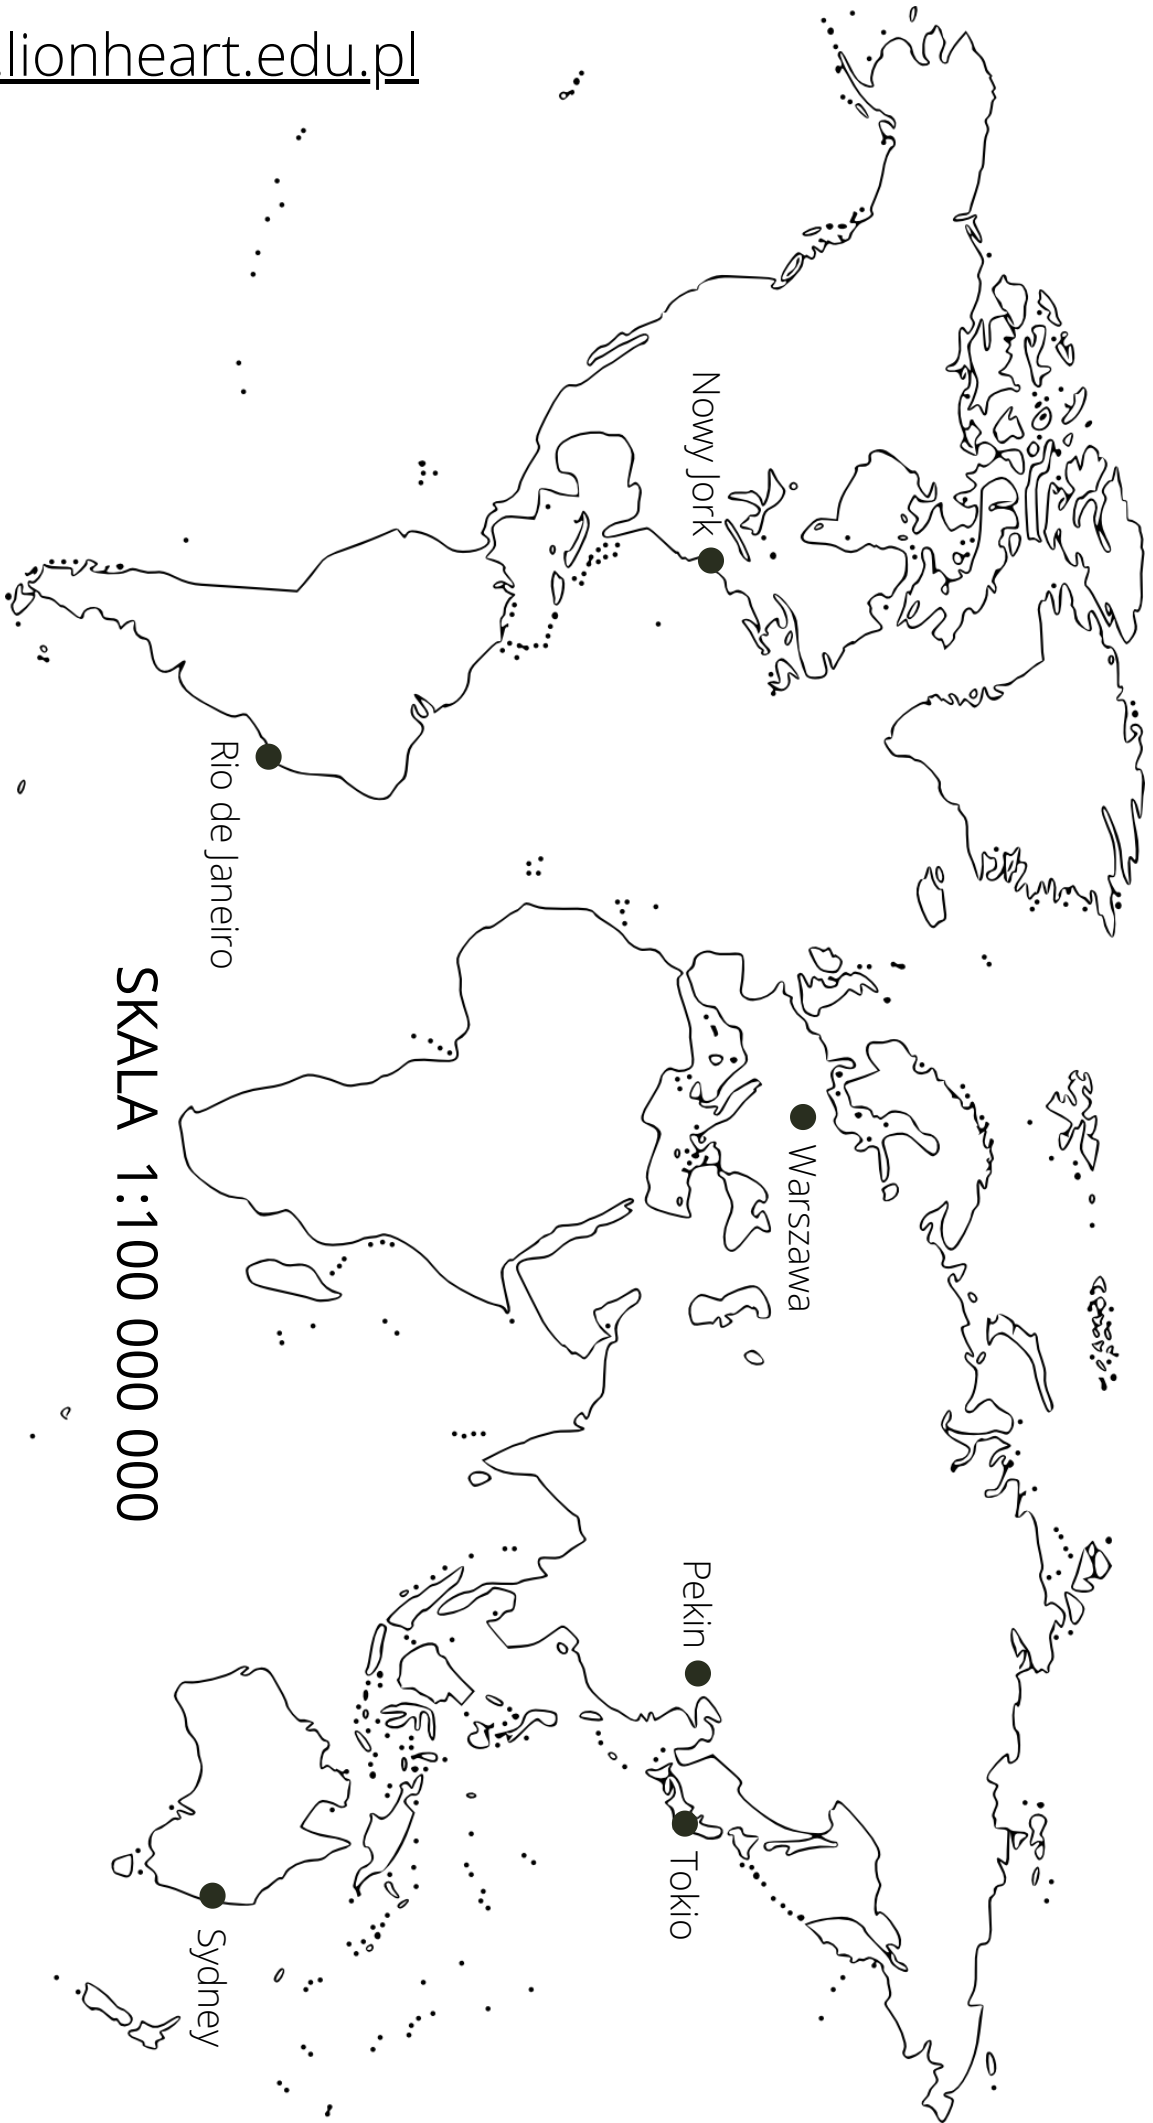 .lionheart.edu.pl
Nowy Jork
Warszawa
Pekin
Tokio
Rio de Janeiro
Sydney
SKALA 1:100 000 000